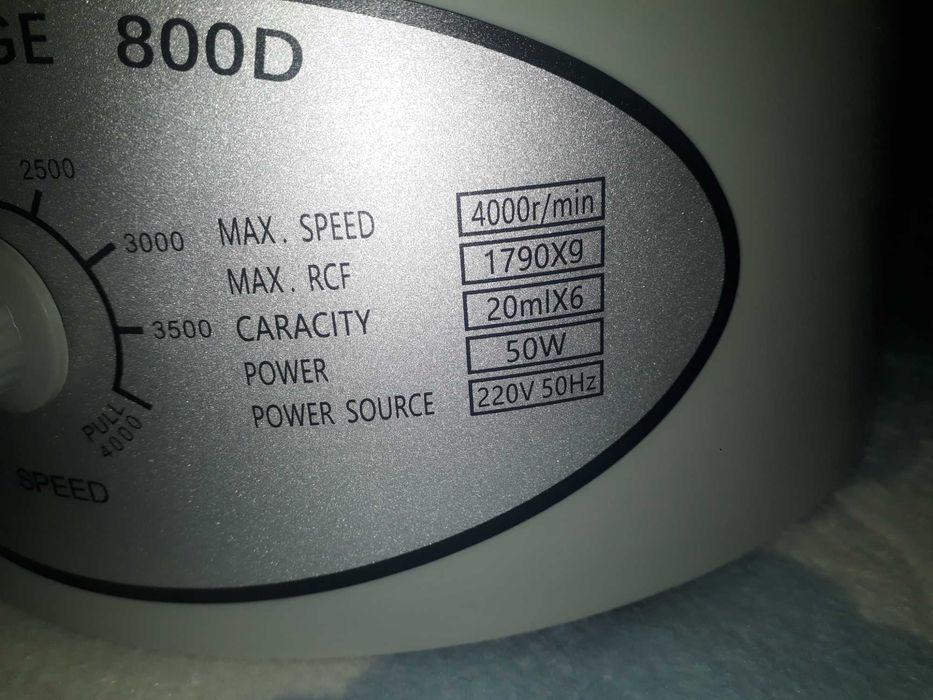 GE 800D
2500
3000
3500
PULL
4000
SPEED
MAX. SPEED 4000r/min
MAX. RCF 1790X9
CARACITY 20mlX6
POWER 50W
POWER SOURCE 220V 50Hz